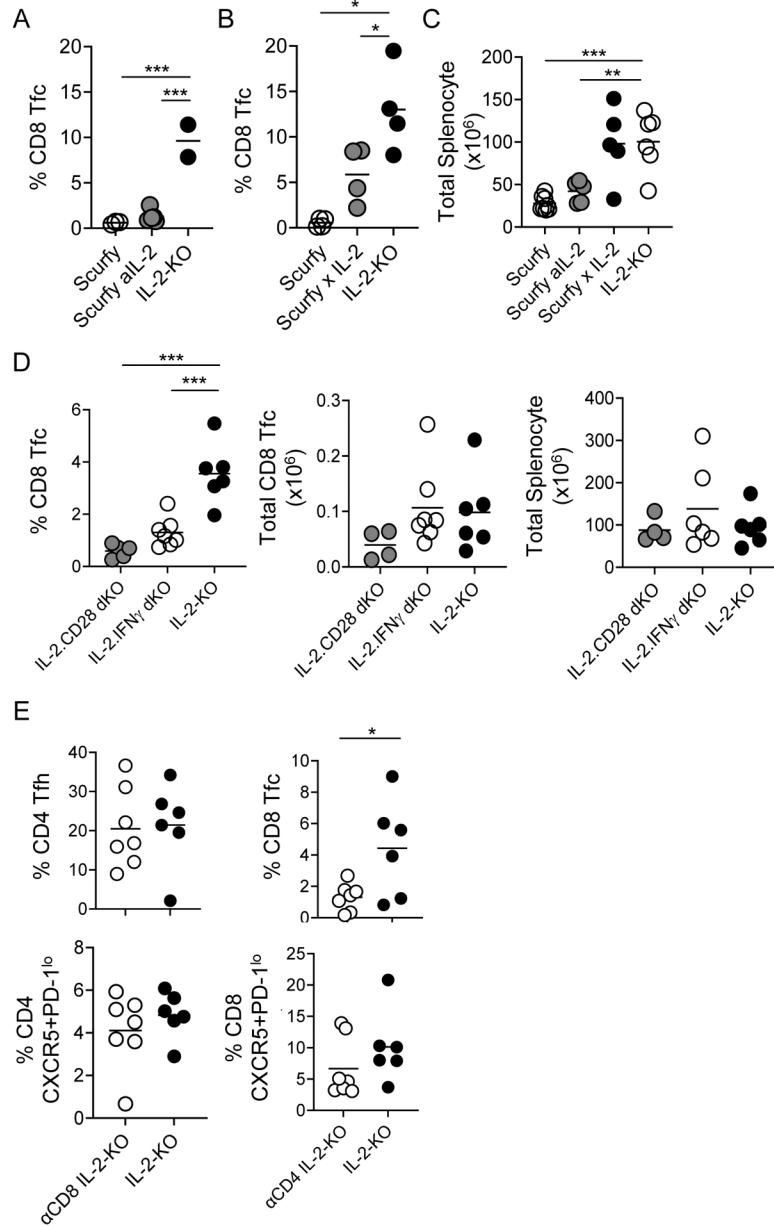 A
% CD8 Tfc
20
15
10
5
0
***
***
Scurfy
Scurfy aIL-2
IL-2-KO
B
% CD8 Tfc
20
15
10
5
0
*
*
Scurfy
Scurfy x IL-2
IL-2-KO
C
Total Splenocyte
(x10⁶)
200
150
100
50
0
***
**
Scurfy
Scurfy aIL-2
Scurfy x IL-2
IL-2-KO
D
% CD8 Tfc
6
4
2
0
***
***
IL-2.CD28 dKO
IL-2.IFNγ dKO
IL-2-KO
Total CD8 Tfc
(x10⁶)
0.3
0.2
0.1
0.0
IL-2.CD28 dKO
IL-2.IFNγ dKO
IL-2-KO
Total Splenocyte
(x10⁶)
400
300
200
100
0
IL-2.CD28 dKO
IL-2.IFNγ dKO
IL-2-KO
E
% CD4 Tfh
40
30
20
10
0
% CD8 Tfc
10
8
6
4
2
0
*
% CD4
CXCR5+PD-1ˡᵒ
8
6
4
2
0
αCD8 IL-2-KO
IL-2-KO
% CD8
CXCR5+PD-1ˡᵒ
25
20
15
10
5
0
αCD4 IL-2-KO
IL-2-KO